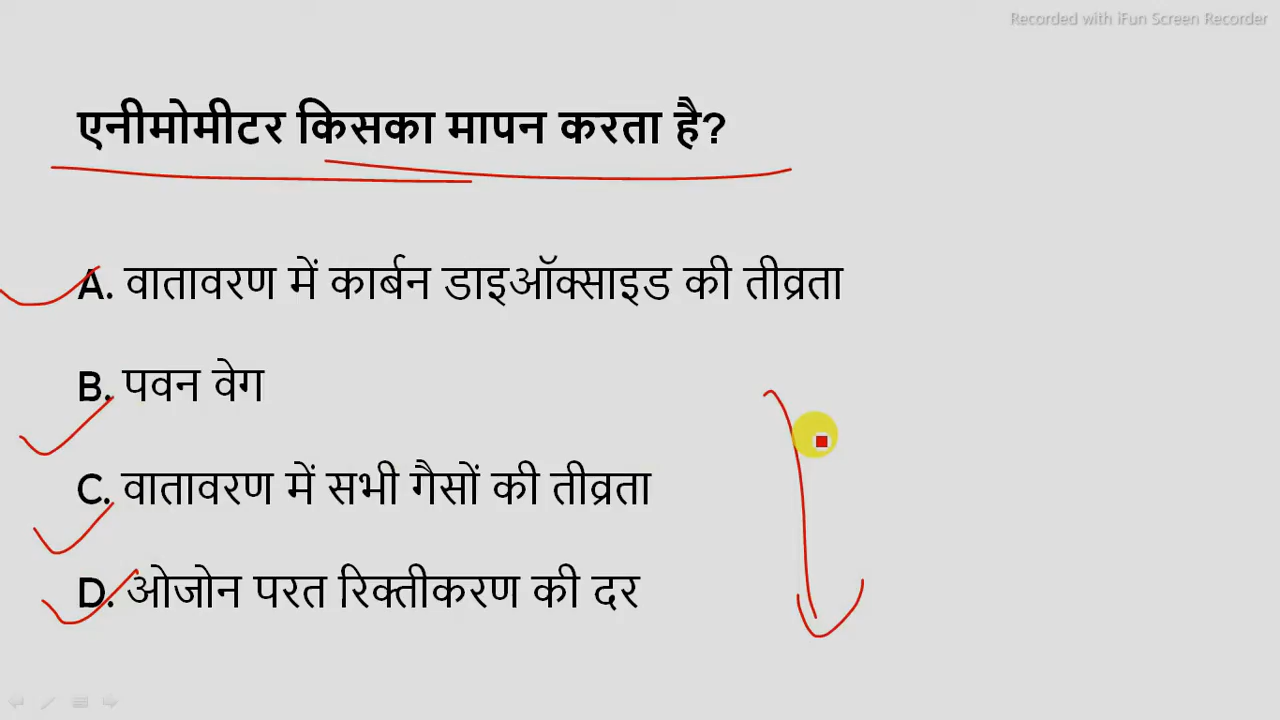 Recorded with iFun Screen Recorder
एनीमोमीटर किसका मापन करता है?
A. वातावरण में कार्बन डाइऑक्साइड की तीव्रता
B. पवन वेग
C. वातावरण में सभी गैसों की तीव्रता
D. ओजोन परत रिक्तीकरण की दर